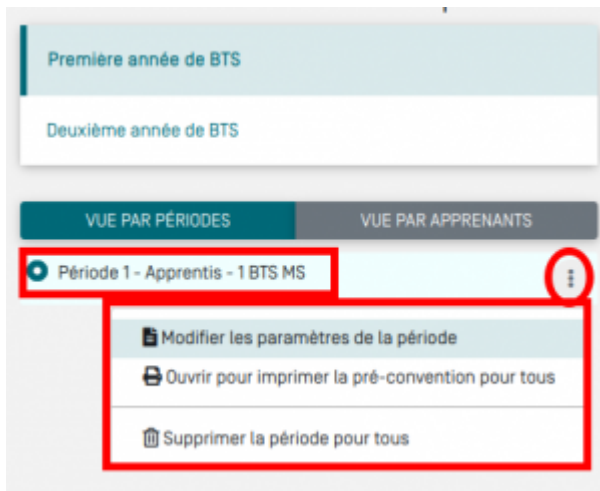 Première année de BTS
Deuxième année de BTS
VUE PAR PÉRIODES VUE PAR APPRENANTS
Période 1 - Apprentis - 1 BTS MS
Modifier les paramètres de la période
Ouvrir pour imprimer la pré-convention pour tous
Supprimer la période pour tous